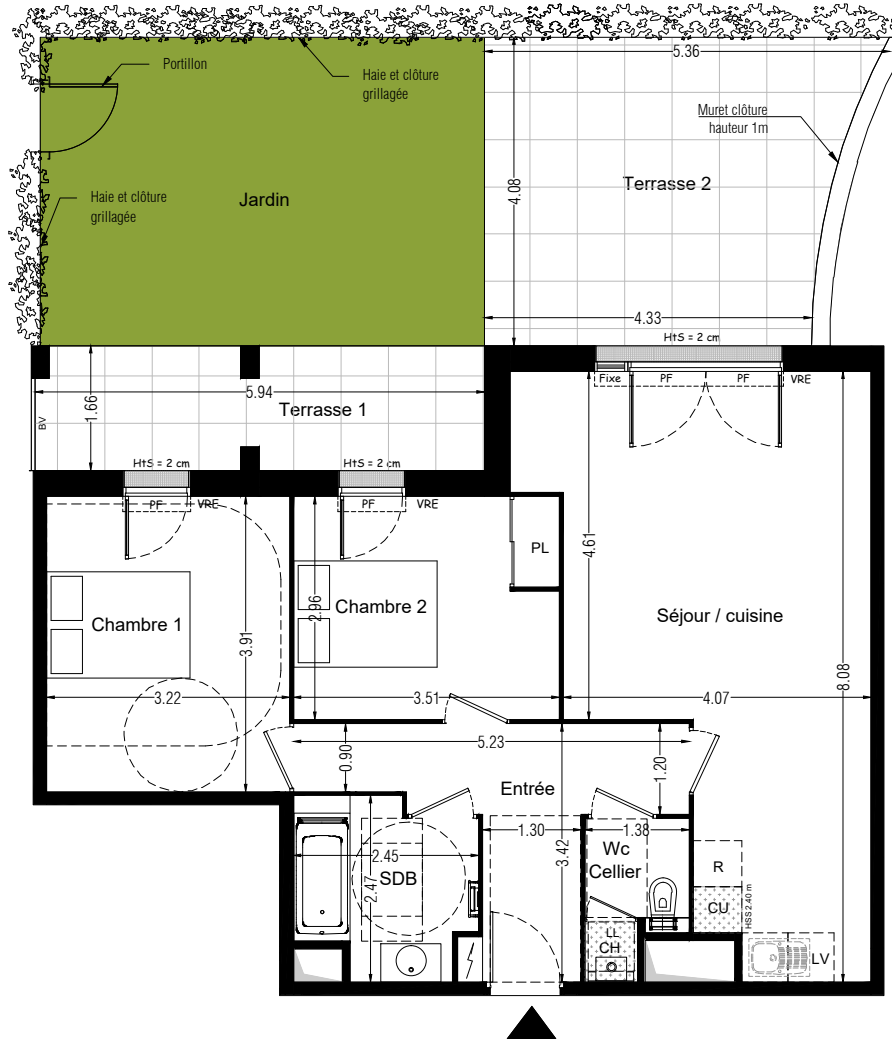 5.36
Portillon
Haie et clôture
grillagée
Muret clôture
hauteur 1m
Haie et clôture
grillagée
Jardin
4.08
Terrasse 2
4.33
HtS = 2 cm
Fixe
PF
PF
VRE
BV
1.66
5.94
Terrasse 1
HtS = 2 cm
HtS = 2 cm
PF
VRE
PF
VRE
PL
4.61
Chambre 1
3.91
2.96
Chambre 2
Séjour / cuisine
8.08
3.22
3.51
4.07
0.90
5.23
1.20
Entrée
1.30
3.42
1.38
Wc
Cellier
2.45
2.47
SDB
R
CU
HSS 2.40 m
LL
CH
LV